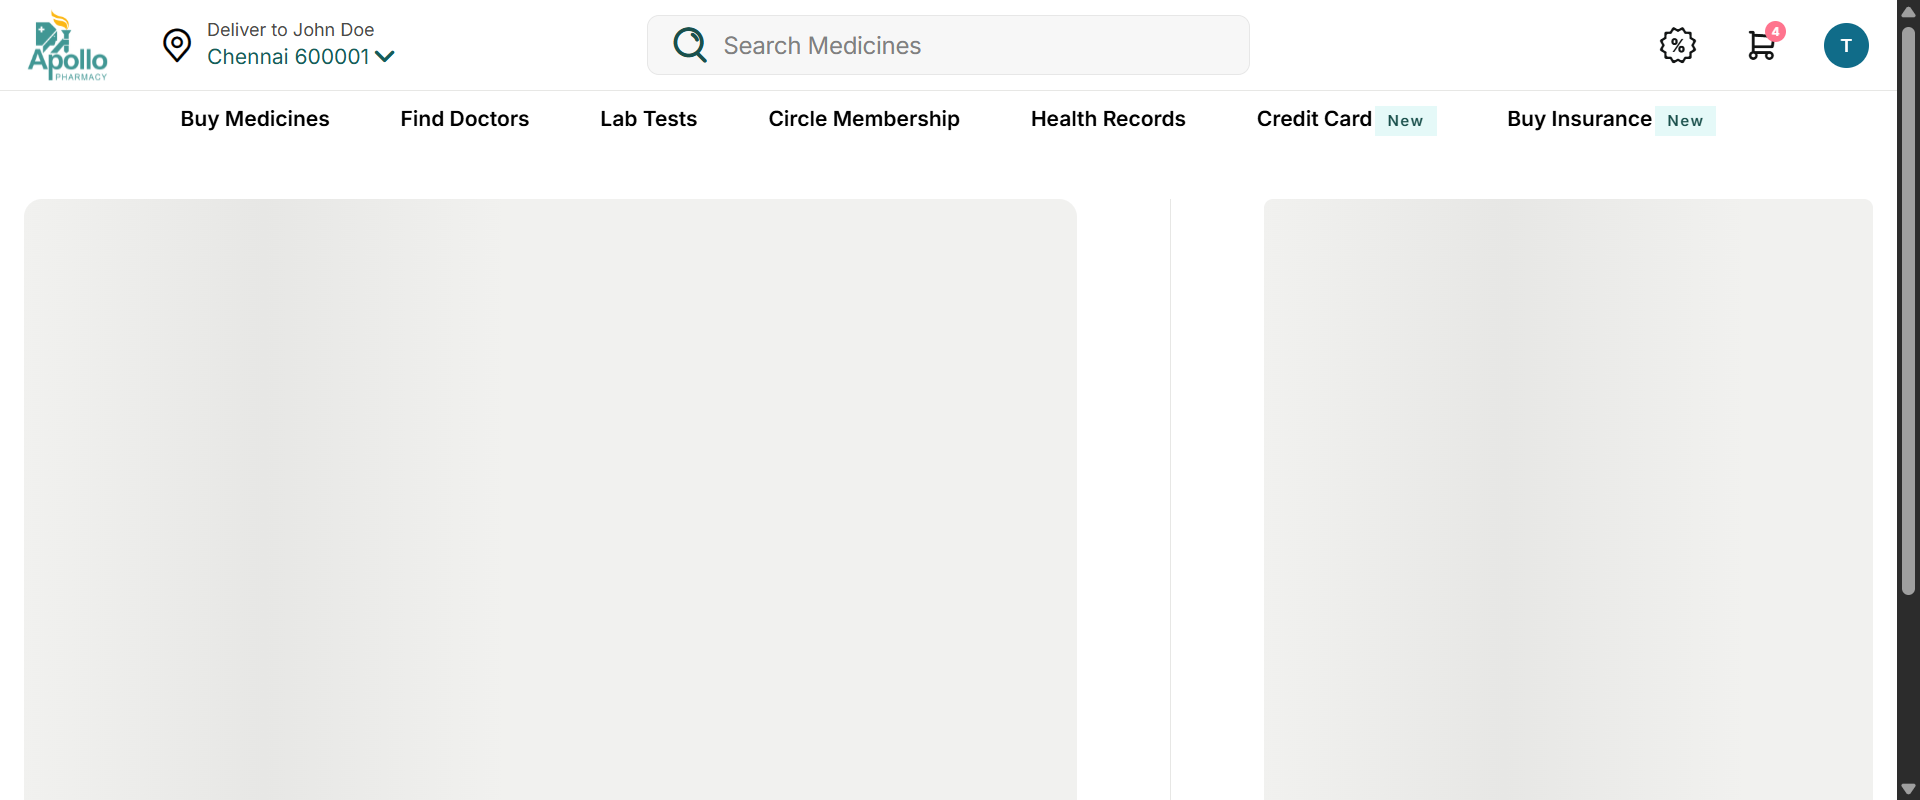 Apollo
PHARMACY
Deliver to John Doe
Chennai 600001
Search Medicines
%
4
T
Buy Medicines
Find Doctors
Lab Tests
Circle Membership
Health Records
Credit Card New
Buy Insurance New